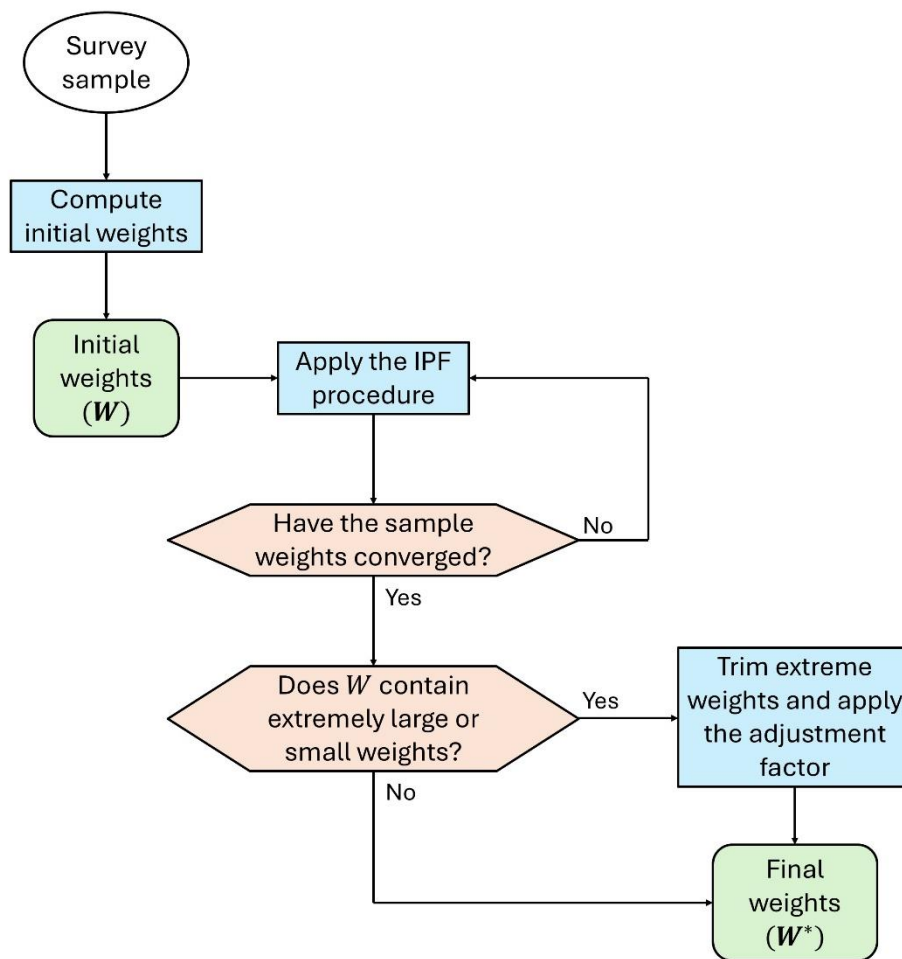 Survey
sample
Compute
initial weights
Initial
weights
(W)
Apply the IPF
procedure
Have the sample
weights converged?
No
Yes
Does W contain
extremely large or
small weights?
Yes
No
Trim extreme
weights and apply
the adjustment
factor
Final
weights
(W*)